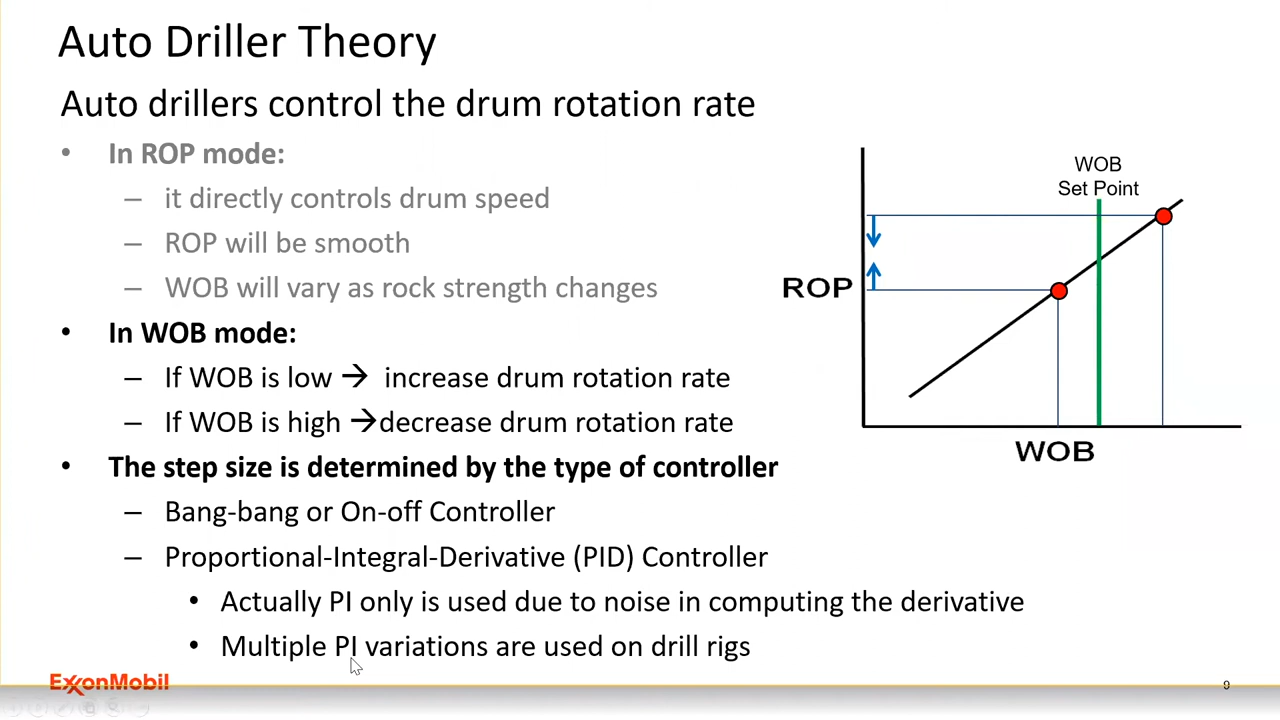 Auto Driller Theory
Auto drillers control the drum rotation rate
• In ROP mode:
– it directly controls drum speed
– ROP will be smooth
– WOB will vary as rock strength changes
• In WOB mode:
– If WOB is low → increase drum rotation rate
– If WOB is high →decrease drum rotation rate
• The step size is determined by the type of controller
– Bang-bang or On-off Controller
– Proportional-Integral-Derivative (PID) Controller
• Actually PI only is used due to noise in computing the derivative
• Multiple PI variations are used on drill rigs
WOB
Set Point
ROP
WOB
ExxonMobil
9